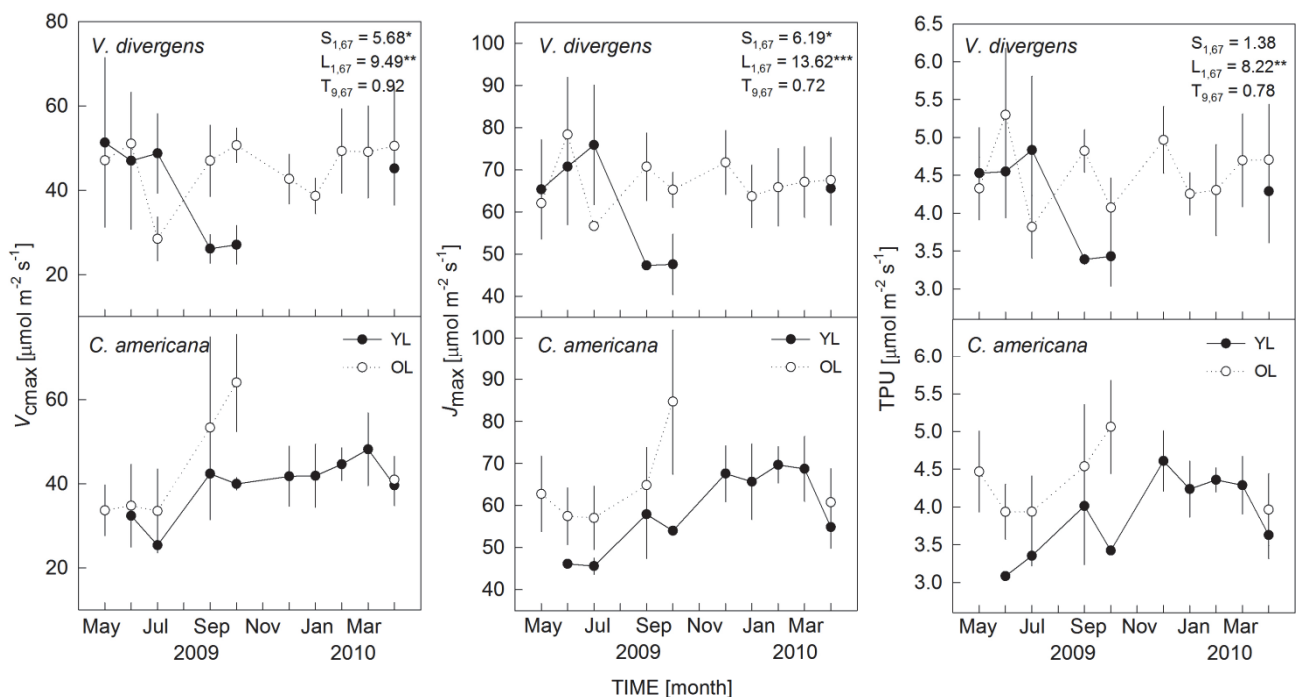 V. divergens
S1,67 = 5.68*
L1,67 = 9.49**
T9,67 = 0.92
80
60
40
20
C. americana
YL
OL
60
40
20
Vcmax [μmol m-2 s-1]
May Jul Sep Nov Jan Mar
2009 2010
V. divergens
S1,67 = 6.19*
L1,67 = 13.62***
T9,67 = 0.72
100
90
80
70
60
50
40
C. americana
YL
OL
100
90
80
70
60
50
40
Jmax [μmol m-2 s-1]
May Jul Sep Nov Jan Mar
2009 2010
TIME [month]
V. divergens
S1,67 = 1.38
L1,67 = 8.22**
T9,67 = 0.78
6.5
6.0
5.5
5.0
4.5
4.0
3.5
3.0
C. americana
YL
OL
6.0
5.5
5.0
4.5
4.0
3.5
3.0
TPU [μmol m-2 s-1]
May Jul Sep Nov Jan Mar
2009 2010